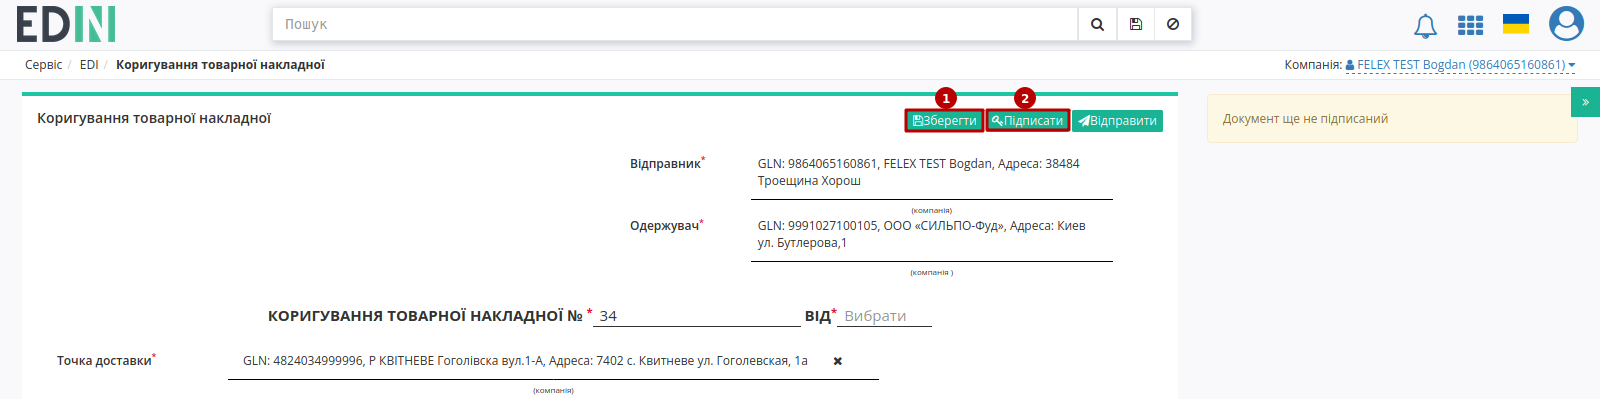 EDIN
Пошук
Сервіс / EDI / Коригування товарної накладної
Компанія: FELEX TEST Bogdan (9864065160861)
»
1 2
Коригування товарної накладної
Зберегти Підписати Відправити
Документ ще не підписаний
Відправник* GLN: 9864065160861, FELEX TEST Bogdan, Адреса: 38484
Троещина Хорош
(компанія)
Одержувач* GLN: 9991027100105, ООО «СИЛЬПО-Фуд», Адреса: Киев
ул. Бутлерова,1
(компанія )
КОРИГУВАННЯ ТОВАРНОЇ НАКЛАДНОЇ № * 34 ВІД* Вибрати
Точка доставки* GLN: 4824034999996, Р КВІТНЕВЕ Гоголівска вул.1-А, Адреса: 7402 с. Квитневе ул. Гоголевская, 1а ✖
(компанія)